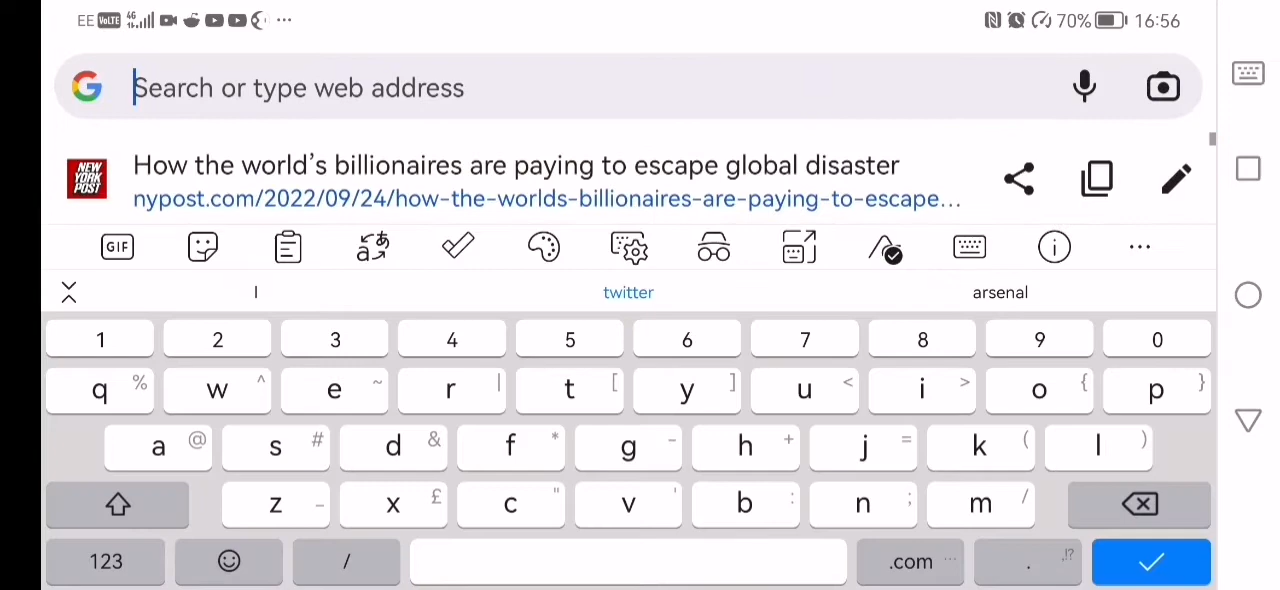 EE VoLTE 4G 70% 16:56
Search or type web address
NEW YORK POST
How the world's billionaires are paying to escape global disaster
nypost.com/2022/09/24/how-the-worlds-billionaires-are-paying-to-escape...
GIF
I twitter arsenal
1 2 3 4 5 6 7 8 9 0
q % w ^ e ~ r | t [ y ] u < i > o { p }
a @ s # d & f * g - h + j = k ( l )
z _ x £ c " v ' b : n ; m /
123 / .com ... . .!?